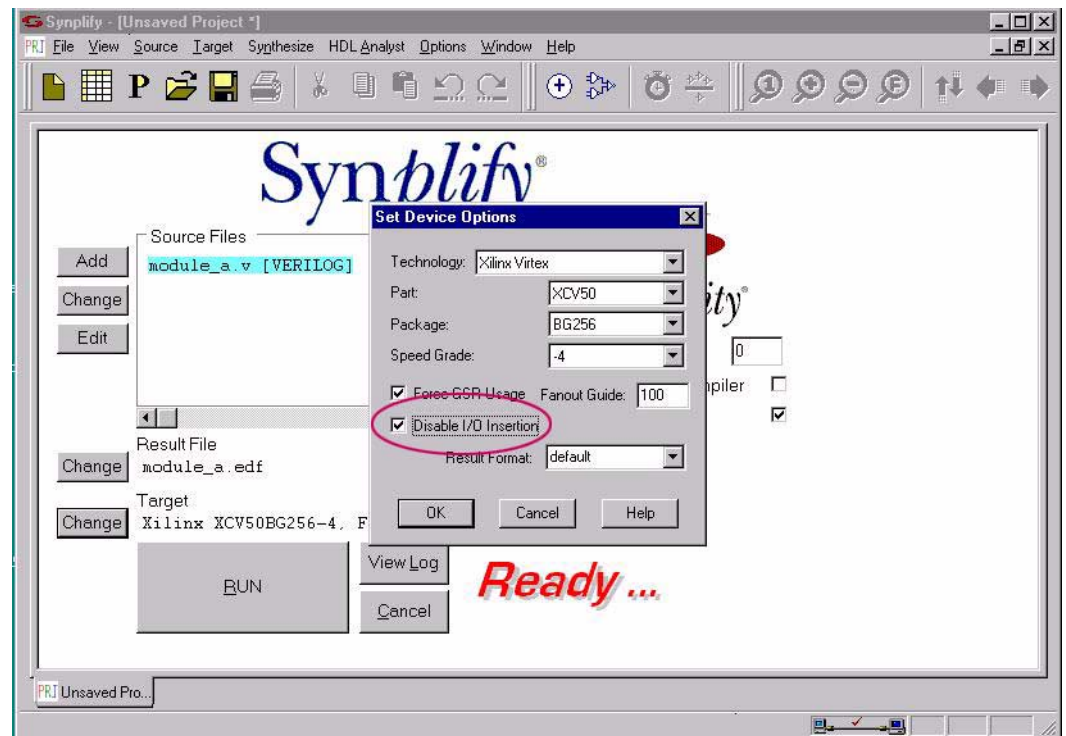 Synplify - [Unsaved Project *]
PRJ File View Source Target Synthesize HDL Analyst Options Window Help
P 1 F
Synplify®
Set Device Options
Source Files
Add
module_a.v [VERILOG]
Technology: Xilinx Virtex
Change
Part: XCV50
ity®
Package: BG256
Edit
Speed Grade: -4
0
Force GSR Usage Fanout Guide: 100
mpiler
Disable I/O Insertion
Result File
Result Format: default
Change module_a.edf
Target
Change Xilinx XCV50BG256-4, F
OK Cancel Help
RUN
View Log
Cancel
Ready ...
PRJ Unsaved Pro...